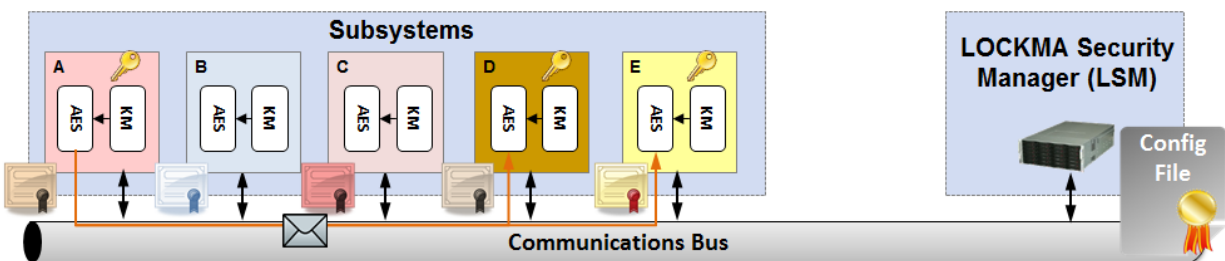 Subsystems
A
AES
KM
B
AES
KM
C
AES
KM
D
AES
KM
E
AES
KM
LOCKMA Security
Manager (LSM)
Config
File
Communications Bus